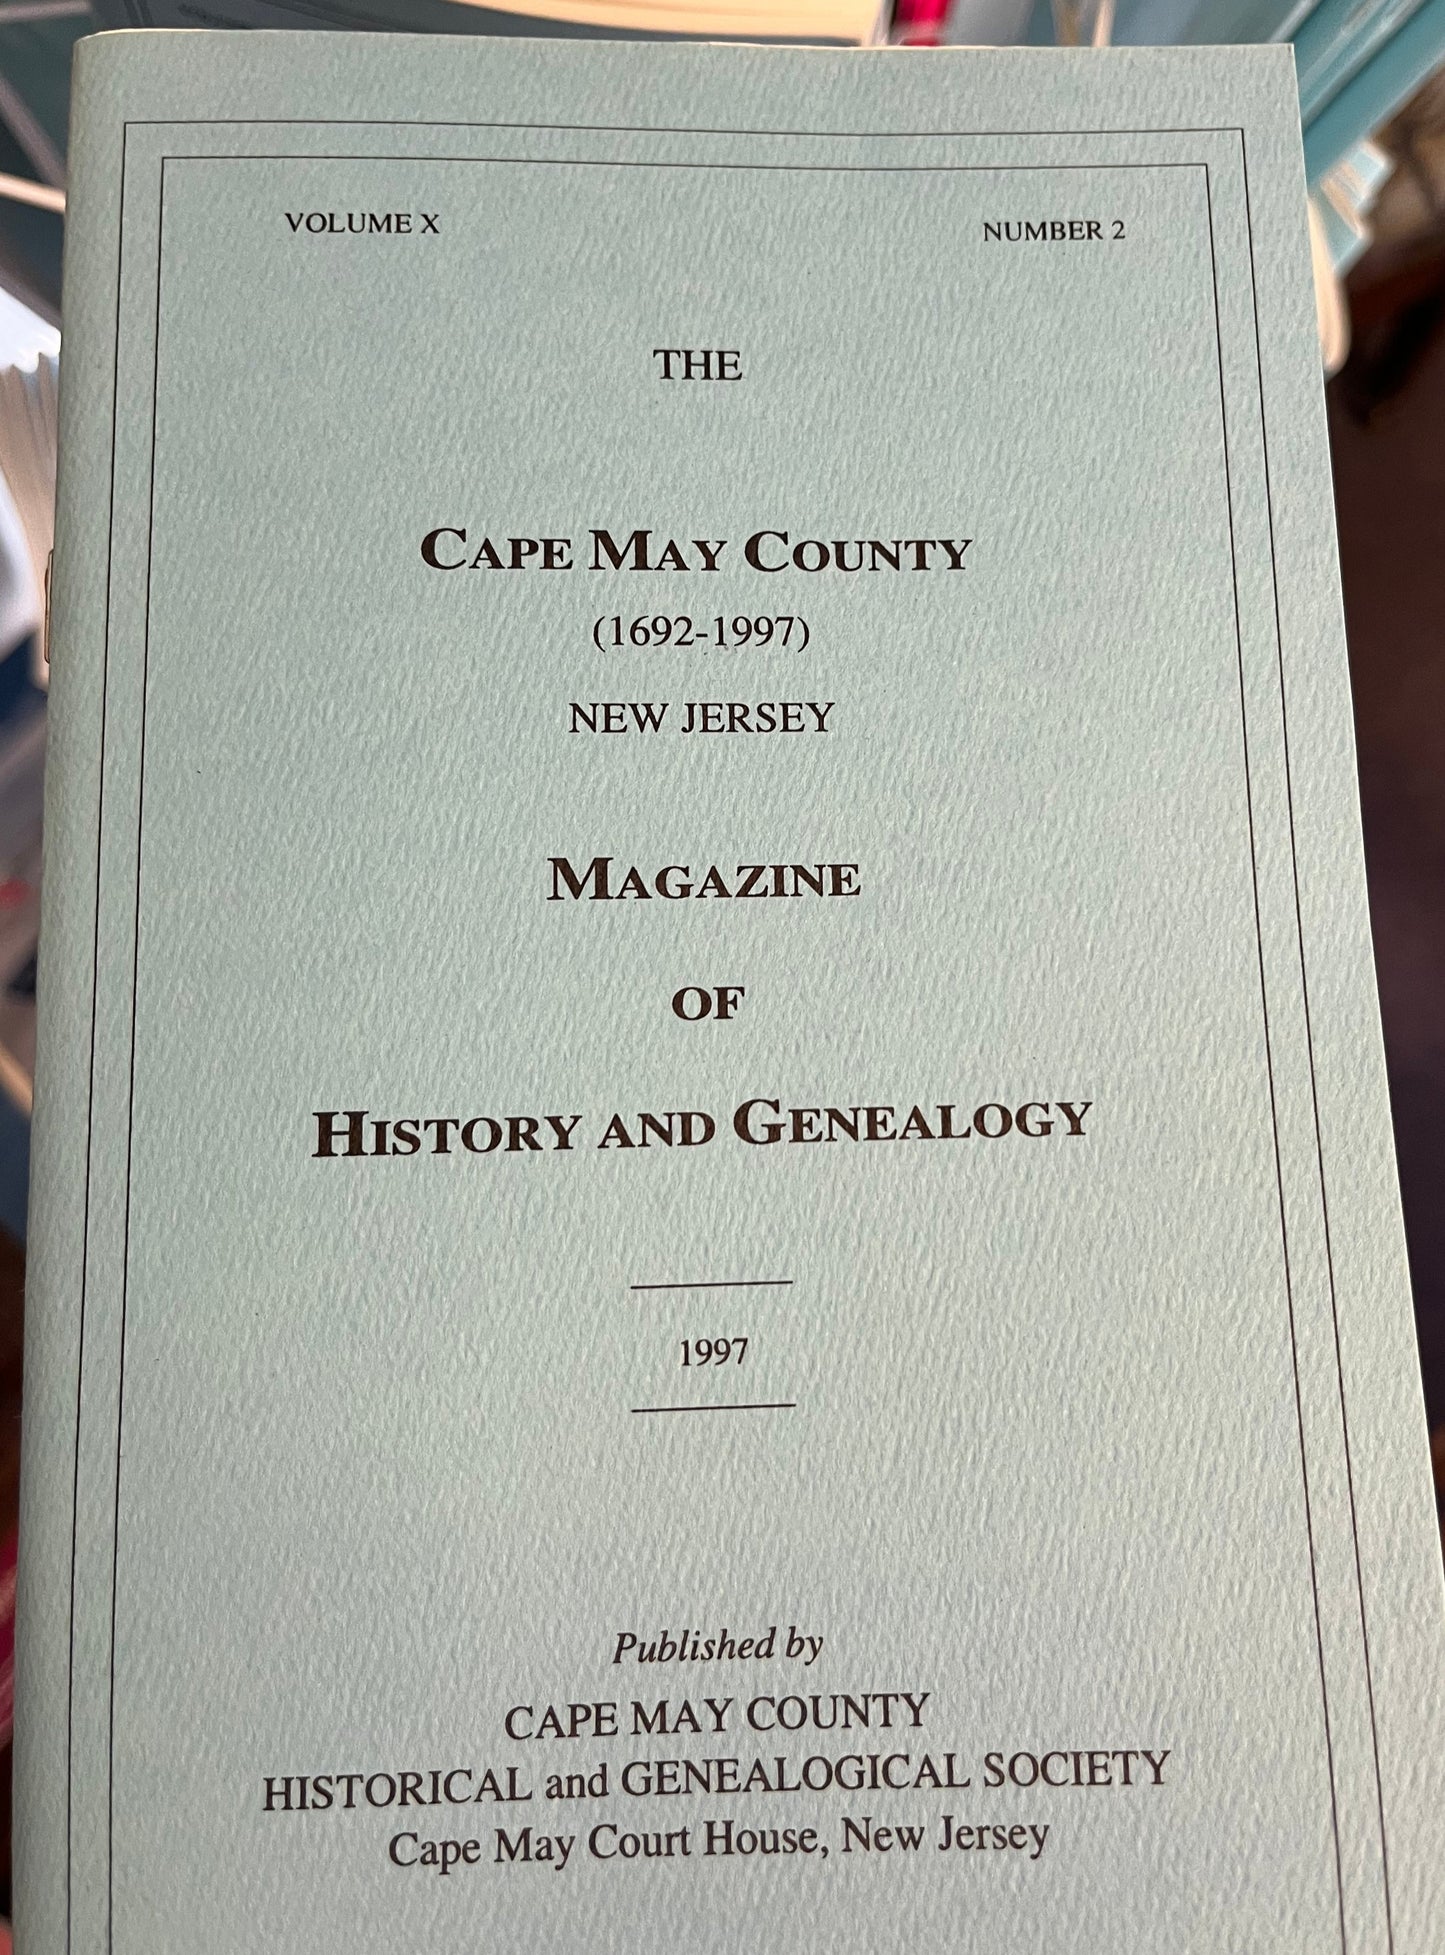 VOLUME X
NUMBER 2
THE
CAPE MAY COUNTY
(1692-1997)
NEW JERSEY
MAGAZINE
OF
HISTORY AND GENEALOGY
1997
Published by
CAPE MAY COUNTY
HISTORICAL and GENEALOGICAL SOCIETY
Cape May Court House, New Jersey